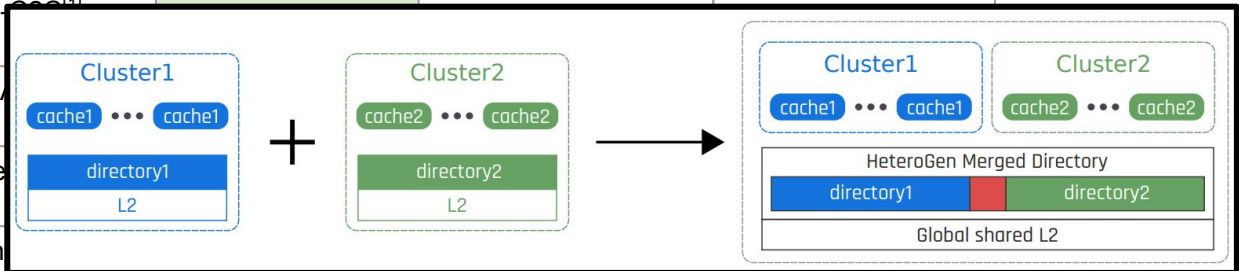 Cluster1
cache1 ••• cache1
directory1
L2
+
Cluster2
cache2 ••• cache2
directory2
L2
Cluster1
cache1 ••• cache1
Cluster2
cache2 ••• cache2
HeteroGen Merged Directory
directory1
directory2
Global shared L2